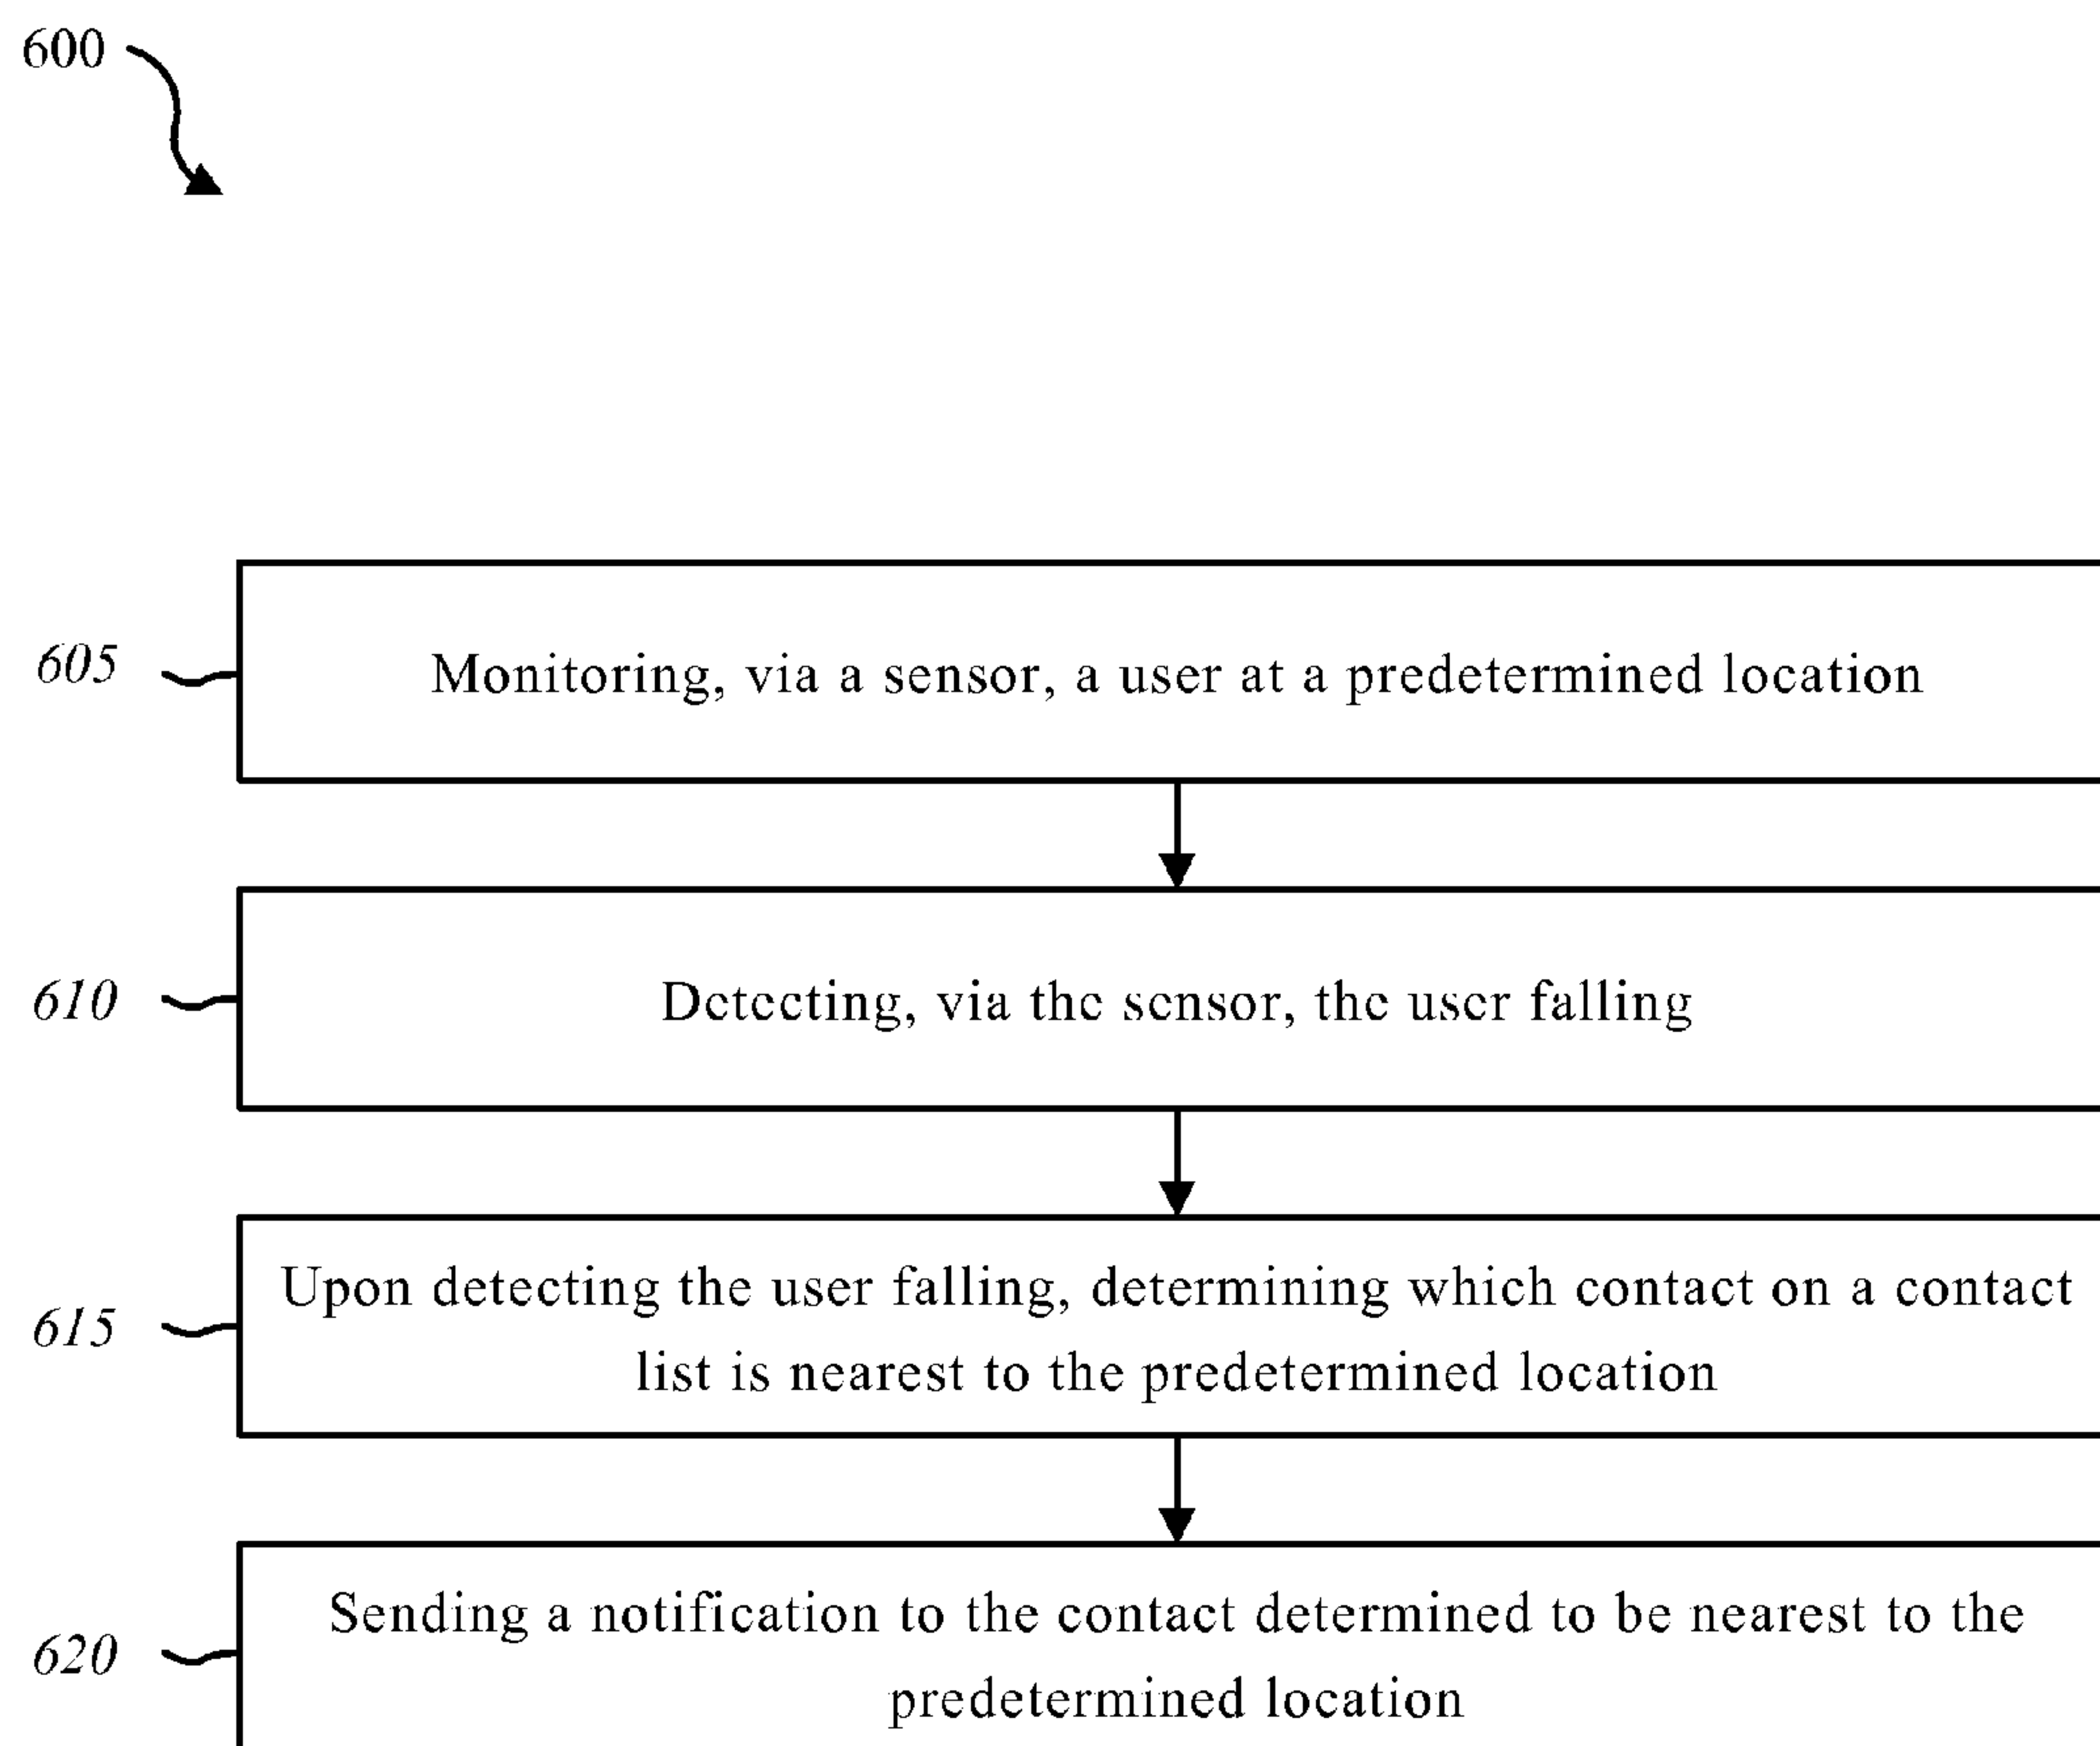 600
605
Monitoring, via a sensor, a user at a predetermined location
610
Detecting, via the sensor, the user falling
615
Upon detecting the user falling, determining which contact on a contact
list is nearest to the predetermined location
620
Sending a notification to the contact determined to be nearest to the
predetermined location